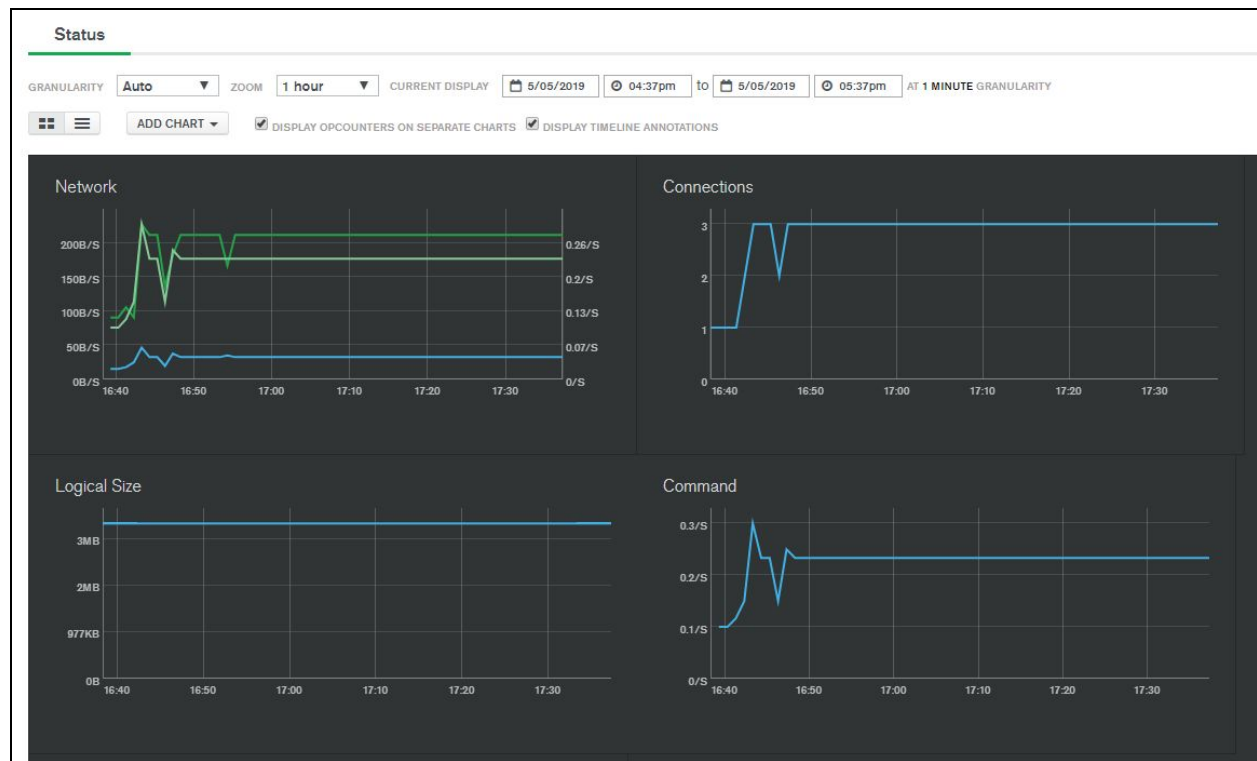 Status
GRANULARITY Auto ZOOM 1 hour CURRENT DISPLAY 5/05/2019 04:37pm to 5/05/2019 05:37pm AT 1 MINUTE GRANULARITY
ADD CHART DISPLAY OPCOUNTERS ON SEPARATE CHARTS DISPLAY TIMELINE ANNOTATIONS
Network
200B/S
150B/S
100B/S
50B/S
0B/S
0.26/S
0.2/S
0.13/S
0.07/S
0/S
16:40 16:50 17:00 17:10 17:20 17:30
Connections
3
2
1
0
16:40 16:50 17:00 17:10 17:20 17:30
Logical Size
3MB
2MB
977KB
0B
16:40 16:50 17:00 17:10 17:20 17:30
Command
0.3/S
0.2/S
0.1/S
0/S
16:40 16:50 17:00 17:10 17:20 17:30